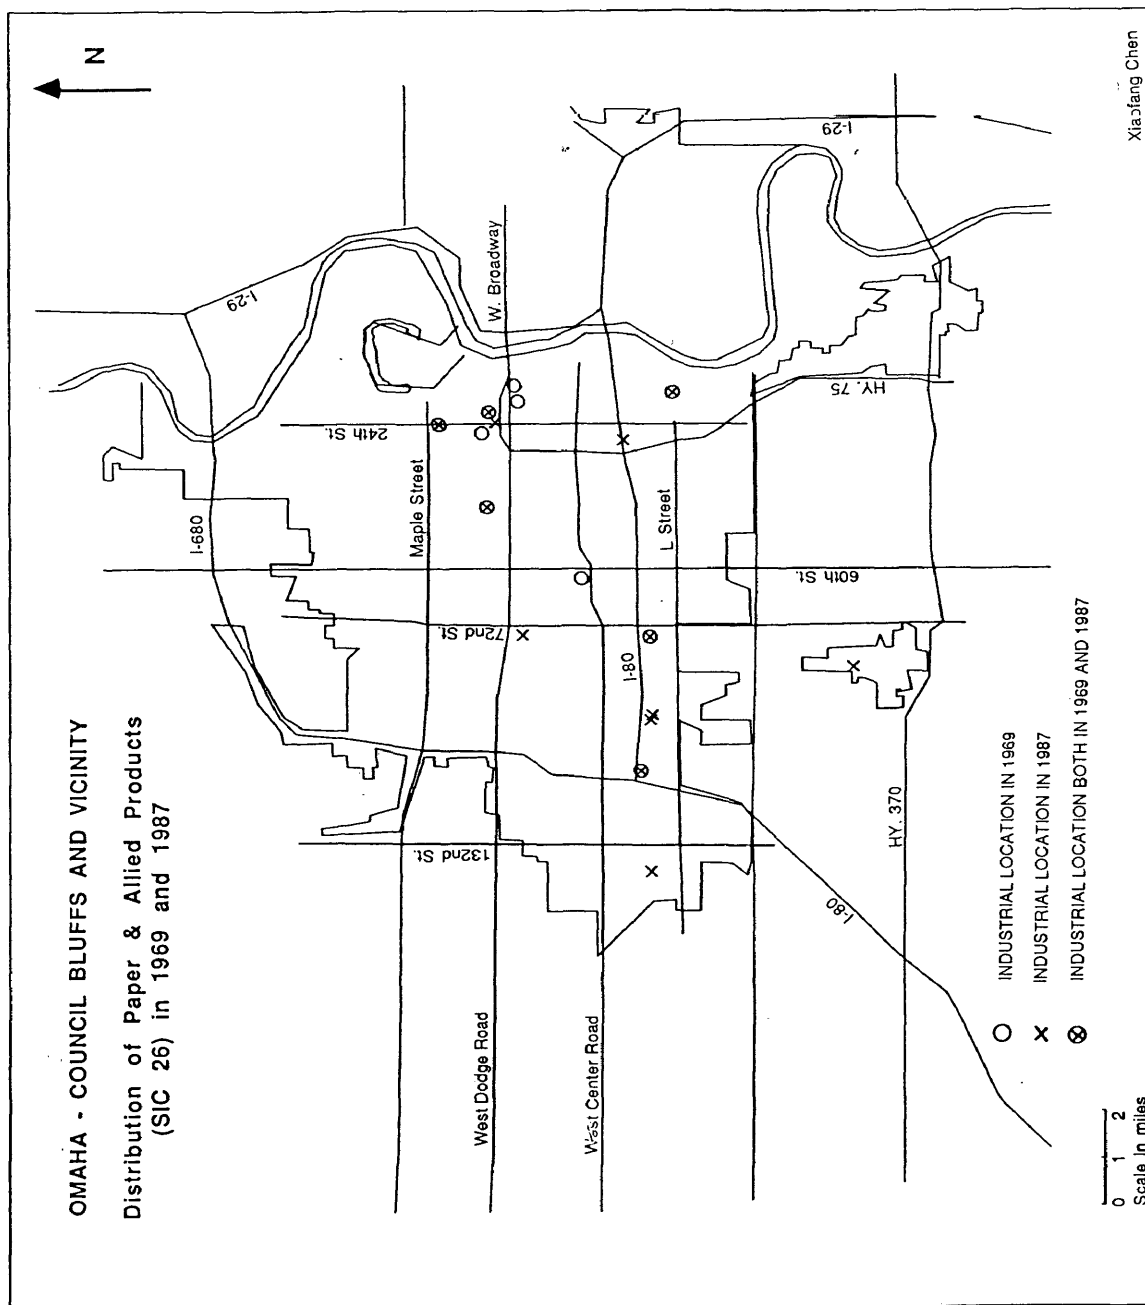 OMAHA - COUNCIL BLUFFS AND VICINITY
Distribution of Paper & Allied Products
(SIC 26) in 1969 and 1987
N
I-29
I-680
24th St.
Maple Street
W. Broadway
72nd St.
60th St.
132nd St.
West Dodge Road
West Center Road
I-80
L Street
HY. 75
I-29
I-80
HY. 370
INDUSTRIAL LOCATION IN 1969
INDUSTRIAL LOCATION IN 1987
INDUSTRIAL LOCATION BOTH IN 1969 AND 1987
0 1 2
Scale in miles
Xiaofang Chen